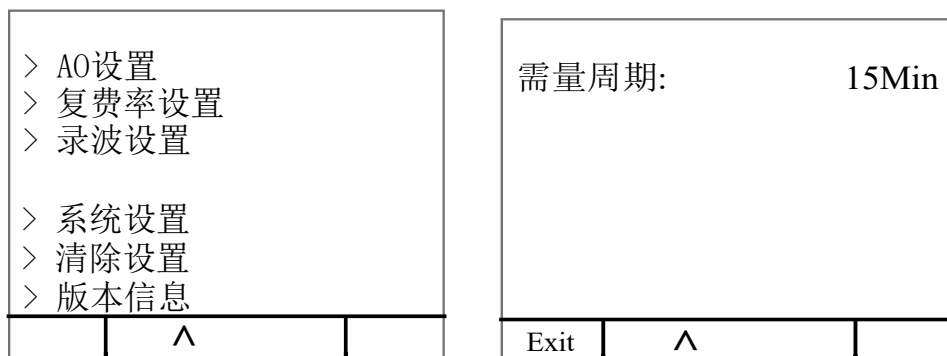 > AO设置
> 复费率设置
> 录波设置
> 系统设置
> 清除设置
> 版本信息
∧
需量周期: 15Min
Exit ∧